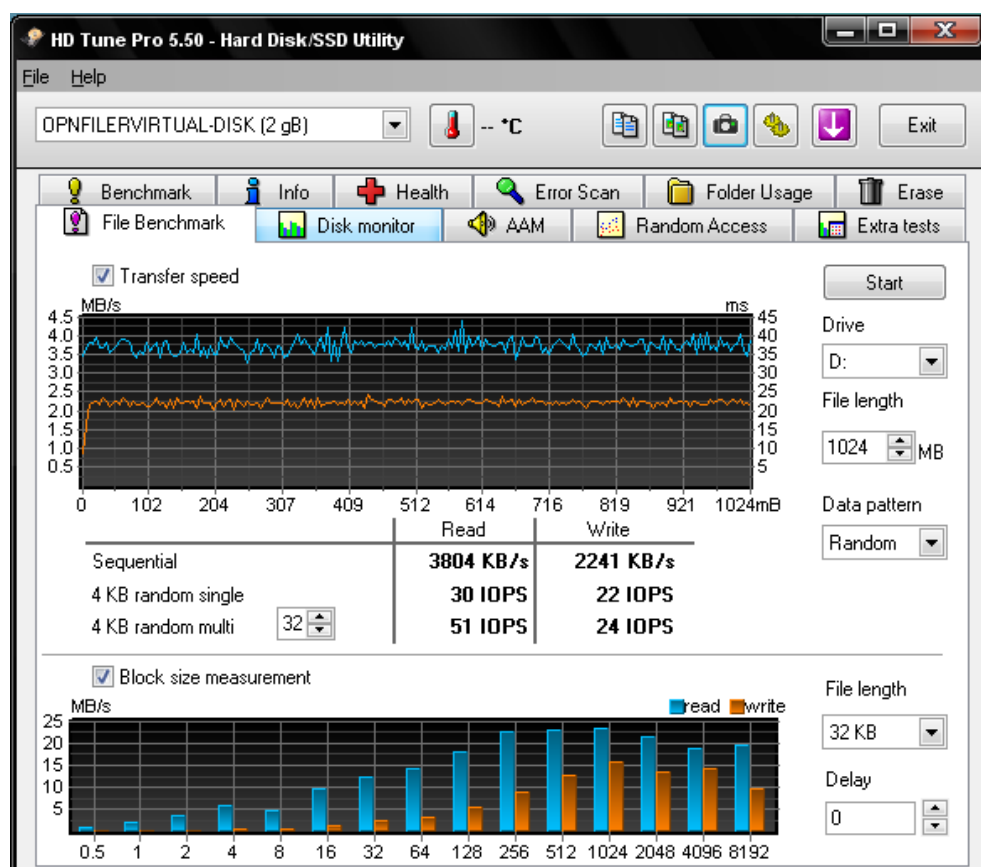 HD Tune Pro 5.50 - Hard Disk/SSD Utility
File Help
OPNFILERVIRTUAL-DISK (2 gB) -- °C Exit
Benchmark Info Health Error Scan Folder Usage Erase
File Benchmark Disk monitor AAM Random Access Extra tests
Transfer speed Start
MB/s ms
4.5 45
4.0 40
3.5 35
3.0 30
2.5 25
2.0 20
1.5 15
1.0 10
0.5 5
0 102 204 307 409 512 614 716 819 921 1024mB
Drive
D:
File length
1024 MB
Data pattern
Random
Read Write
Sequential 3804 KB/s 2241 KB/s
4 KB random single 30 IOPS 22 IOPS
4 KB random multi 32 51 IOPS 24 IOPS
Block size measurement
MB/s read write
25
20
15
10
5
0.5 1 2 4 8 16 32 64 128 256 512 1024 2048 4096 8192
File length
32 KB
Delay
0